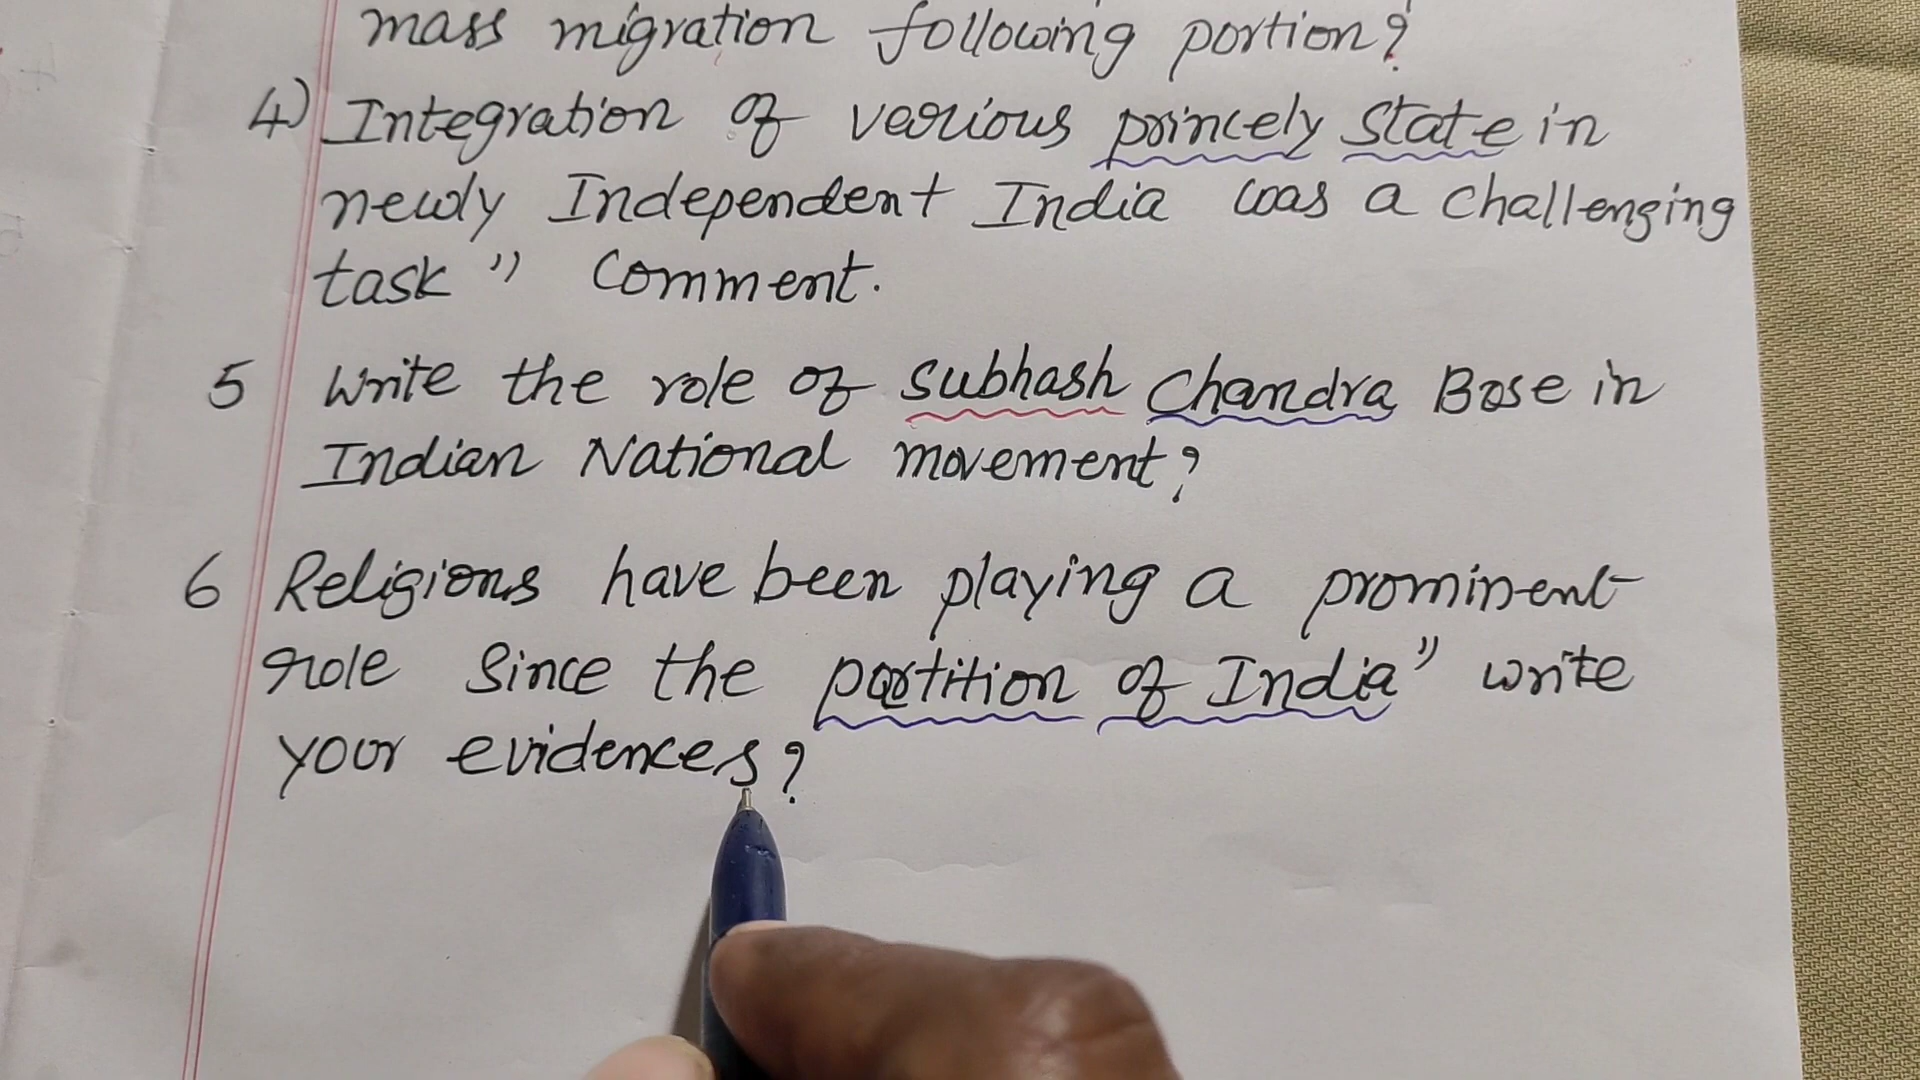 mass migration following portion?
4) Integration of various princely state in
newly Independent India was a challenging
task" Comment.
5 Write the role of Subhash Chandra Bose in
Indian National movement?
6 Religions have been playing a prominent
role since the partition of India" write
your evidences?